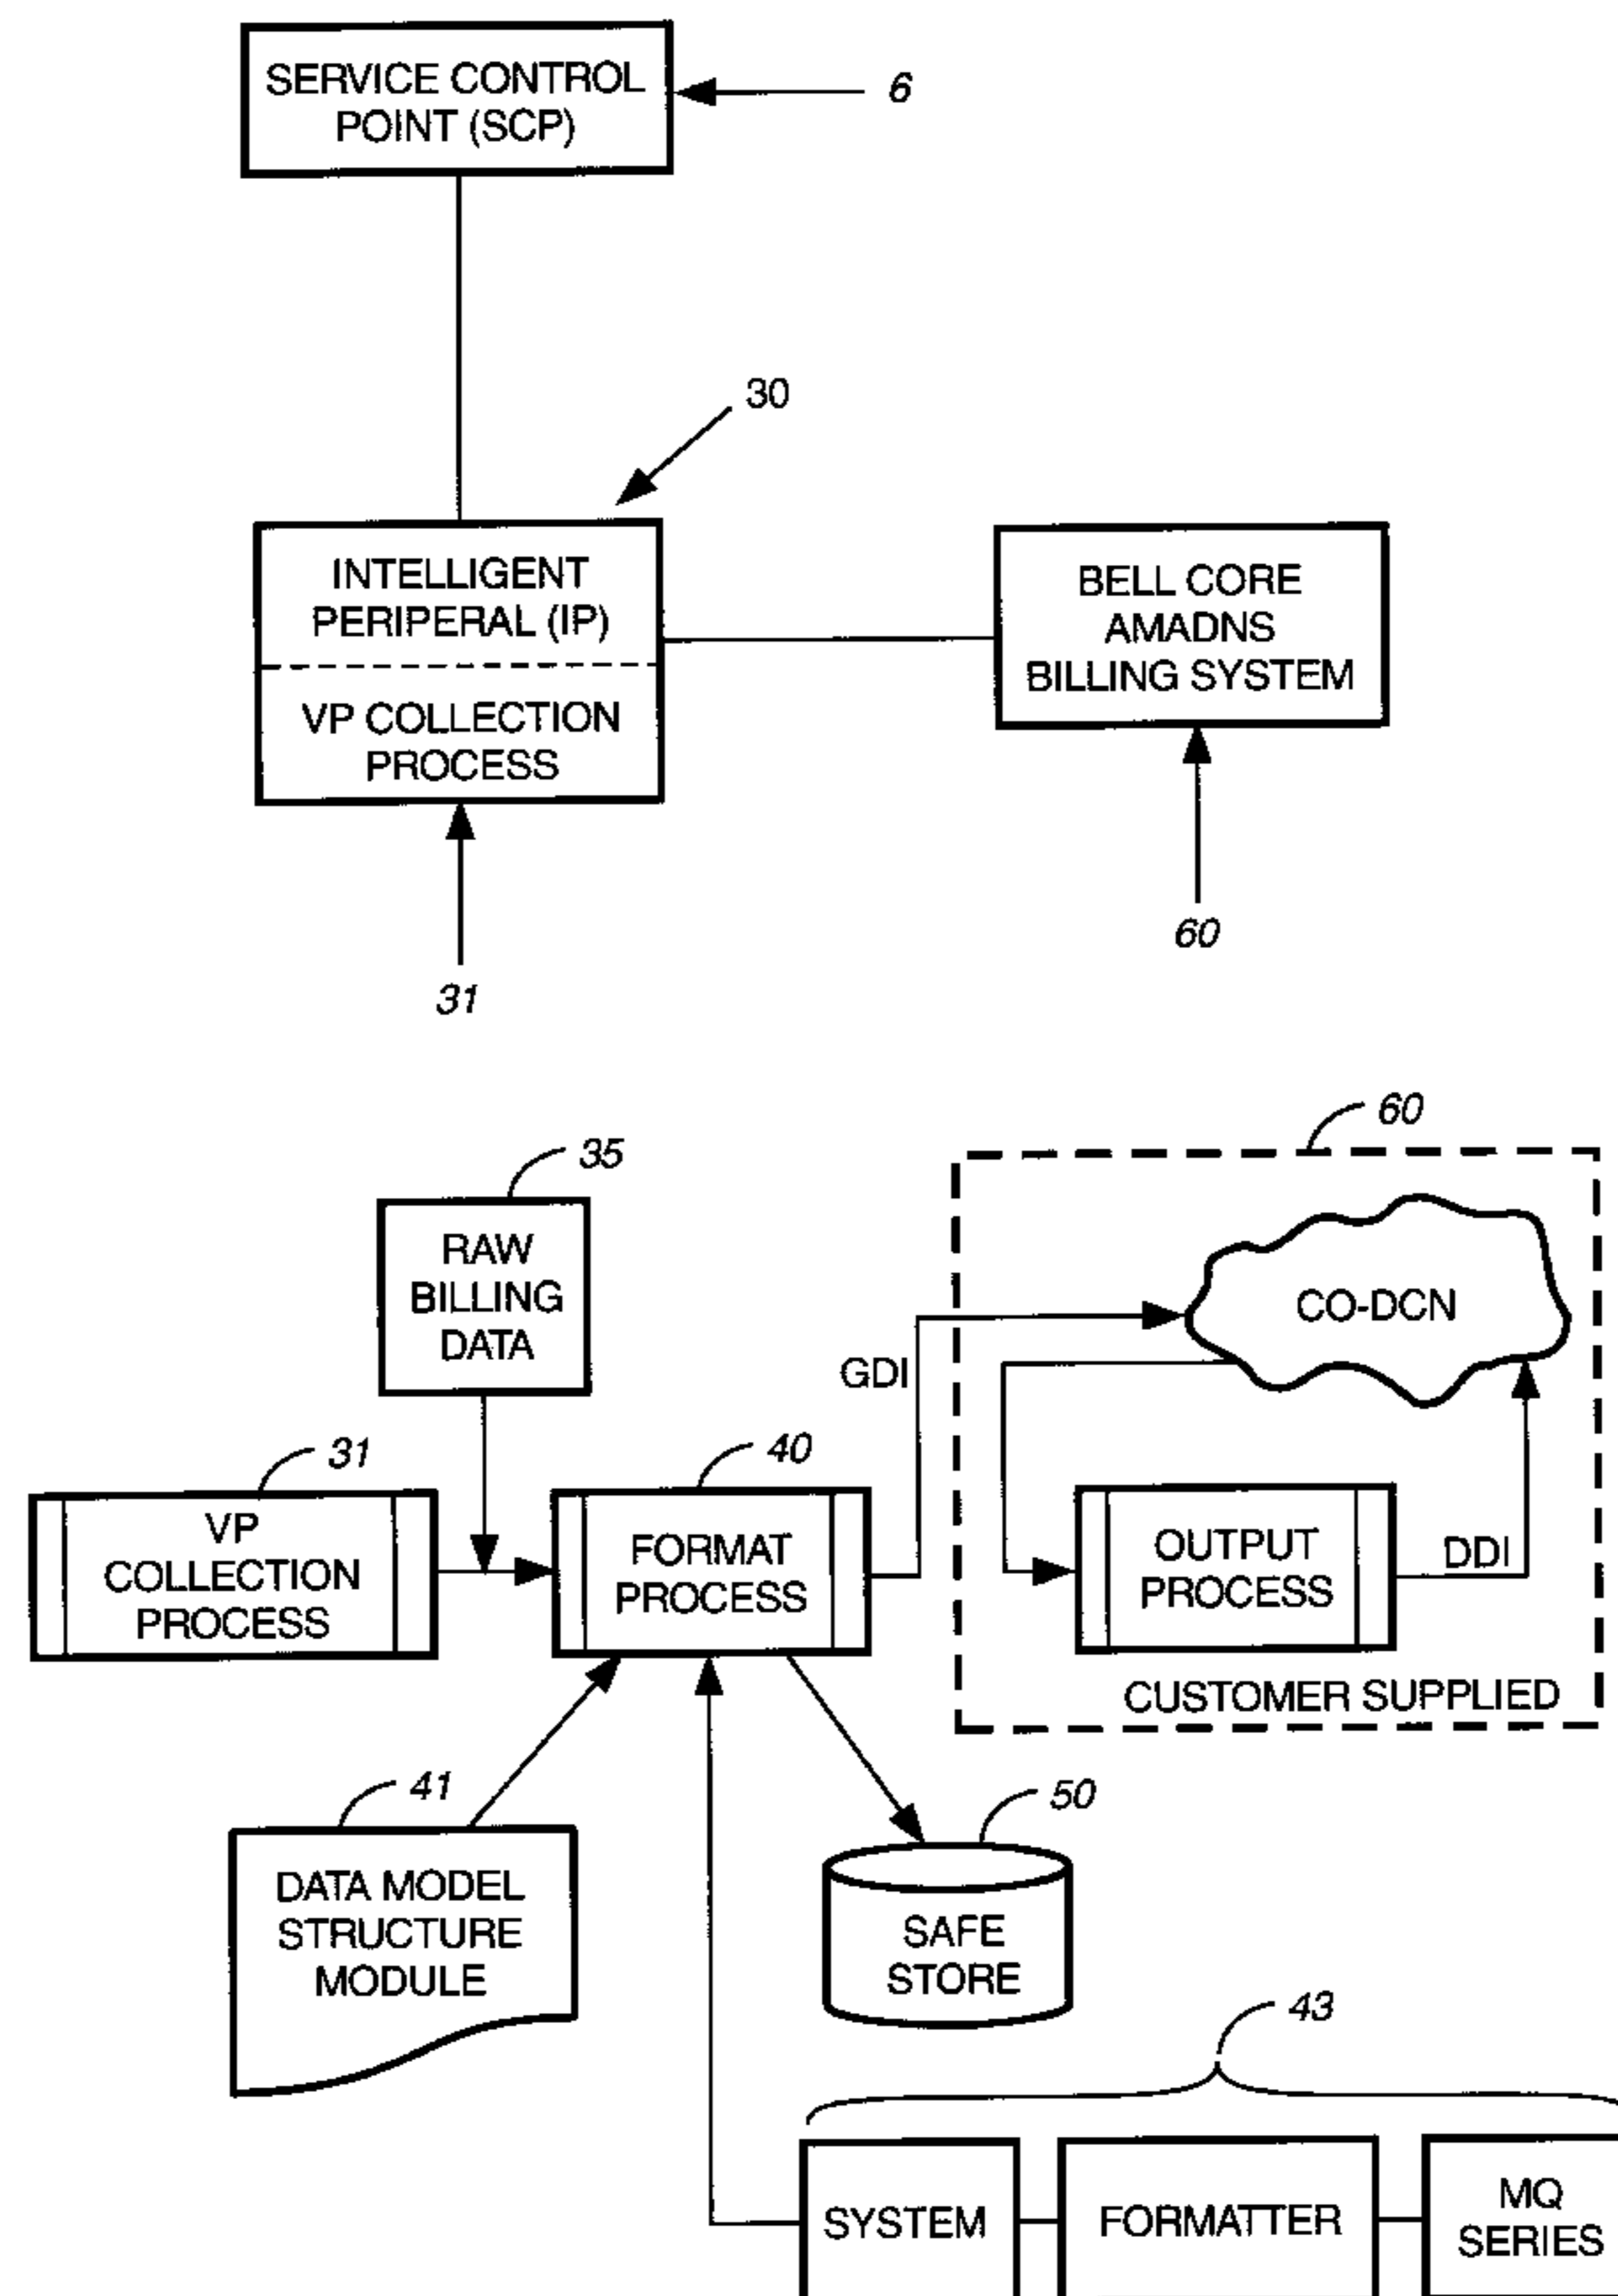 SERVICE CONTROL
POINT (SCP)
6
30
INTELLIGENT
PERIPERAL (IP)
VP COLLECTION
PROCESS
BELL CORE
AMADNS
BILLING SYSTEM
31
60
35
RAW
BILLING
DATA
60
CO-DCN
GDI
31
VP
COLLECTION
PROCESS
40
FORMAT
PROCESS
OUTPUT
PROCESS
DDI
CUSTOMER SUPPLIED
41
DATA MODEL
STRUCTURE
MODULE
50
SAFE
STORE
43
SYSTEM
FORMATTER
MQ
SERIES